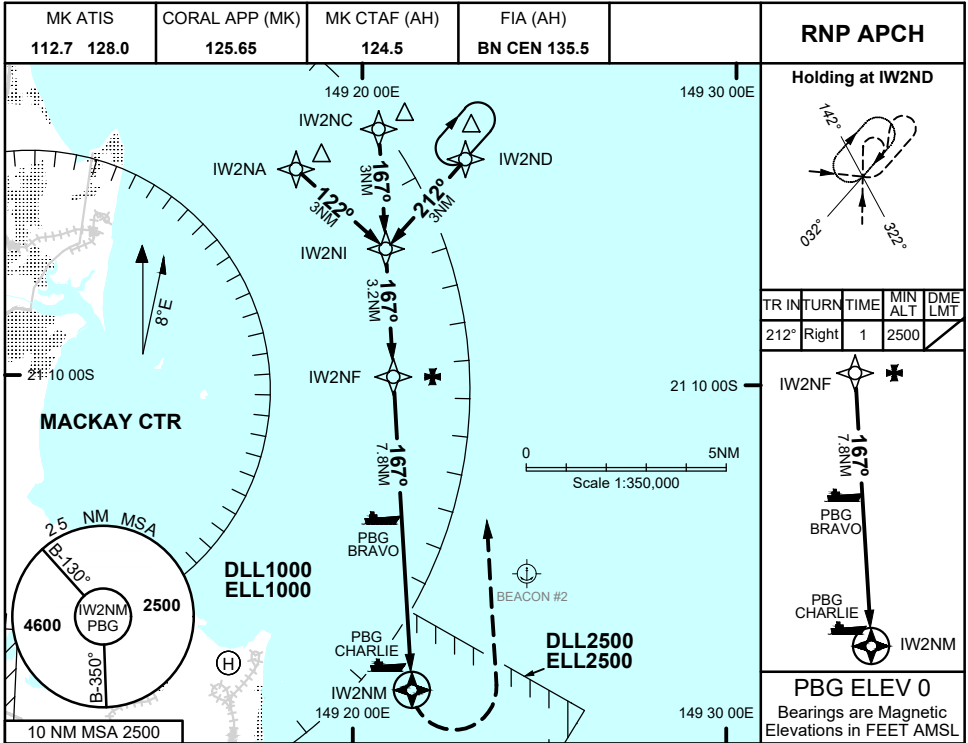 MK ATIS
112.7 128.0
CORAL APP (MK)
125.65
MK CTAF (AH)
124.5
FIA (AH)
BN CEN 135.5
RNP APCH
149 20 00E
149 30 00E
IW2NC
IW2NA
IW2ND
167º
3NM
122º
3NM
212º
3NM
IW2NI
167º
3.2NM
8°E
IW2NF
21 10 00S
21 10 00S
MACKAY CTR
167º
7.8NM
0
5NM
Scale 1:350,000
PBG
BRAVO
25 NM MSA
B-130°
4600
IW2NM
PBG
2500
B-350°
DLL1000
ELL1000
BEACON #2
DLL2500
ELL2500
PBG
CHARLIE
H
IW2NM
149 20 00E
149 30 00E
10 NM MSA 2500
Holding at IW2ND
142°
032°
322°
TR IN
TURN
TIME
MIN
ALT
DME
LMT
212°
Right
1
2500
IW2NF
167º
7.8NM
PBG
BRAVO
PBG
CHARLIE
IW2NM
PBG ELEV 0
Bearings are Magnetic
Elevations in FEET AMSL